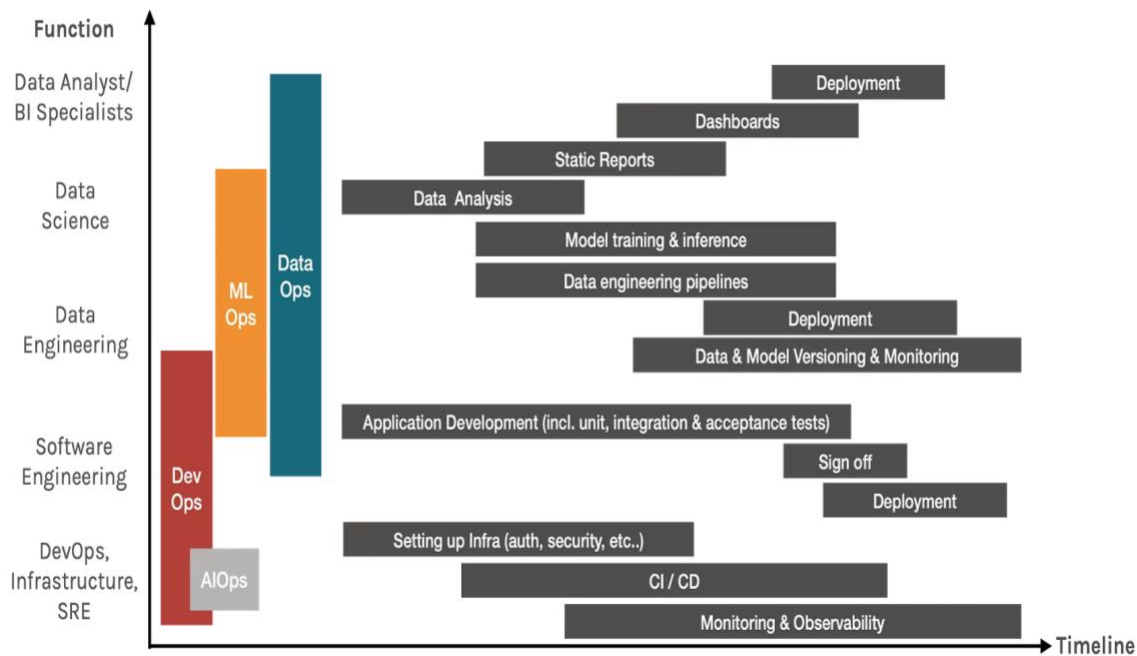 Function
Data Analyst/
BI Specialists
Data
Science
Data
Engineering
Software
Engineering
DevOps,
Infrastructure,
SRE
Dev
Ops
AIOps
ML
Ops
Data
Ops
Deployment
Dashboards
Static Reports
Data Analysis
Model training & inference
Data engineering pipelines
Deployment
Data & Model Versioning & Monitoring
Application Development (incl. unit, integration & acceptance tests)
Sign off
Deployment
Setting up Infra (auth, security, etc..)
CI / CD
Monitoring & Observability
Timeline